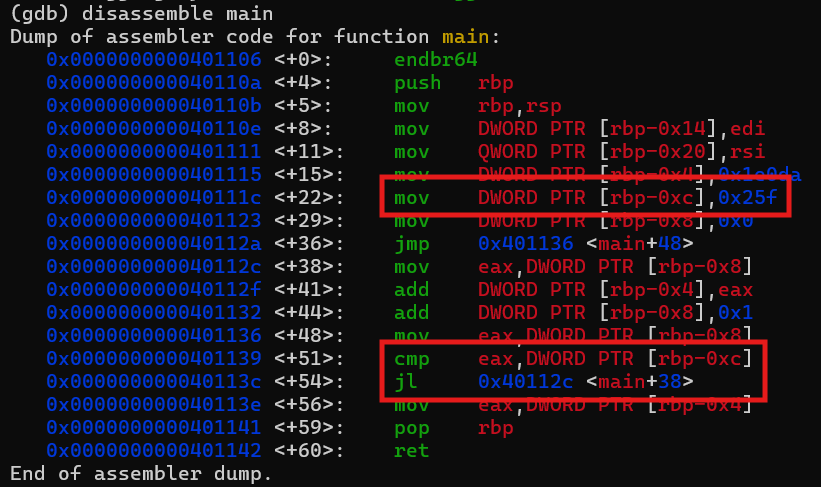 (gdb) disassemble main
Dump of assembler code for function main:
   0x0000000000401106 <+0>:     endbr64
   0x000000000040110a <+4>:     push   rbp
   0x000000000040110b <+5>:     mov    rbp,rsp
   0x000000000040110e <+8>:     mov    DWORD PTR [rbp-0x14],edi
   0x0000000000401111 <+11>:    mov    QWORD PTR [rbp-0x20],rsi
   0x0000000000401115 <+15>:    mov    DWORD PTR [rbp-0x4],0x1e0da
   0x000000000040111c <+22>:    mov    DWORD PTR [rbp-0xc],0x25f
   0x0000000000401123 <+29>:    mov    DWORD PTR [rbp-0x8],0x0
   0x000000000040112a <+36>:    jmp    0x401136 <main+48>
   0x000000000040112c <+38>:    mov    eax,DWORD PTR [rbp-0x8]
   0x000000000040112f <+41>:    add    DWORD PTR [rbp-0x4],eax
   0x0000000000401132 <+44>:    add    DWORD PTR [rbp-0x8],0x1
   0x0000000000401136 <+48>:    mov    eax,DWORD PTR [rbp-0x8]
   0x0000000000401139 <+51>:    cmp    eax,DWORD PTR [rbp-0xc]
   0x000000000040113c <+54>:    jl     0x40112c <main+38>
   0x000000000040113e <+56>:    mov    eax,DWORD PTR [rbp-0x4]
   0x0000000000401141 <+59>:    pop    rbp
   0x0000000000401142 <+60>:    ret
End of assembler dump.